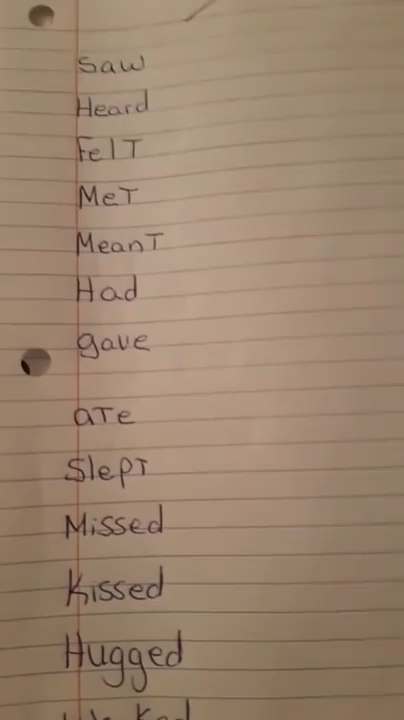 Saw
Heard
FelT
MeT
MeanT
Had
gave
aTe
SlepT
Missed
Kissed
Hugged